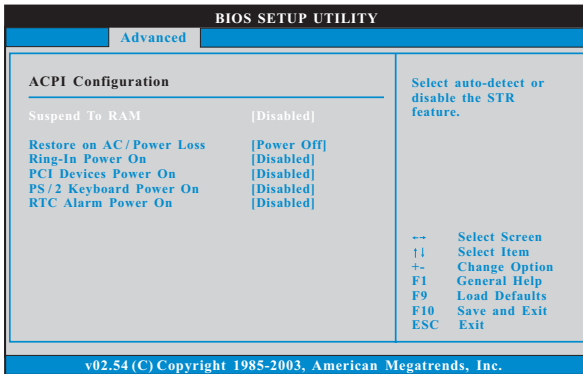 BIOS SETUP UTILITY
Advanced
ACPI Configuration
Suspend To RAM [Disabled]
Restore on AC / Power Loss [Power Off]
Ring-In Power On [Disabled]
PCI Devices Power On [Disabled]
PS / 2 Keyboard Power On [Disabled]
RTC Alarm Power On [Disabled]
Select auto-detect or
disable the STR
feature.
←→ Select Screen
↑↓ Select Item
+- Change Option
F1 General Help
F9 Load Defaults
F10 Save and Exit
ESC Exit
v02.54 (C) Copyright 1985-2003, American Megatrends, Inc.